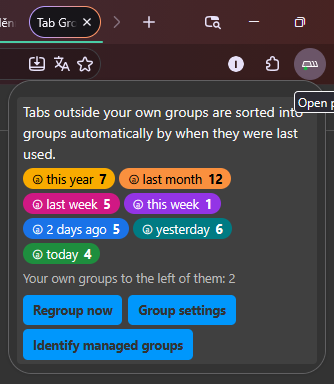 Tab Gro
Open p
Tabs outside your own groups are sorted into
groups automatically by when they were last
used.
this year 7
last month 12
last week 5
this week 1
2 days ago 5
yesterday 6
today 4
Your own groups to the left of them: 2
Regroup now
Group settings
Identify managed groups